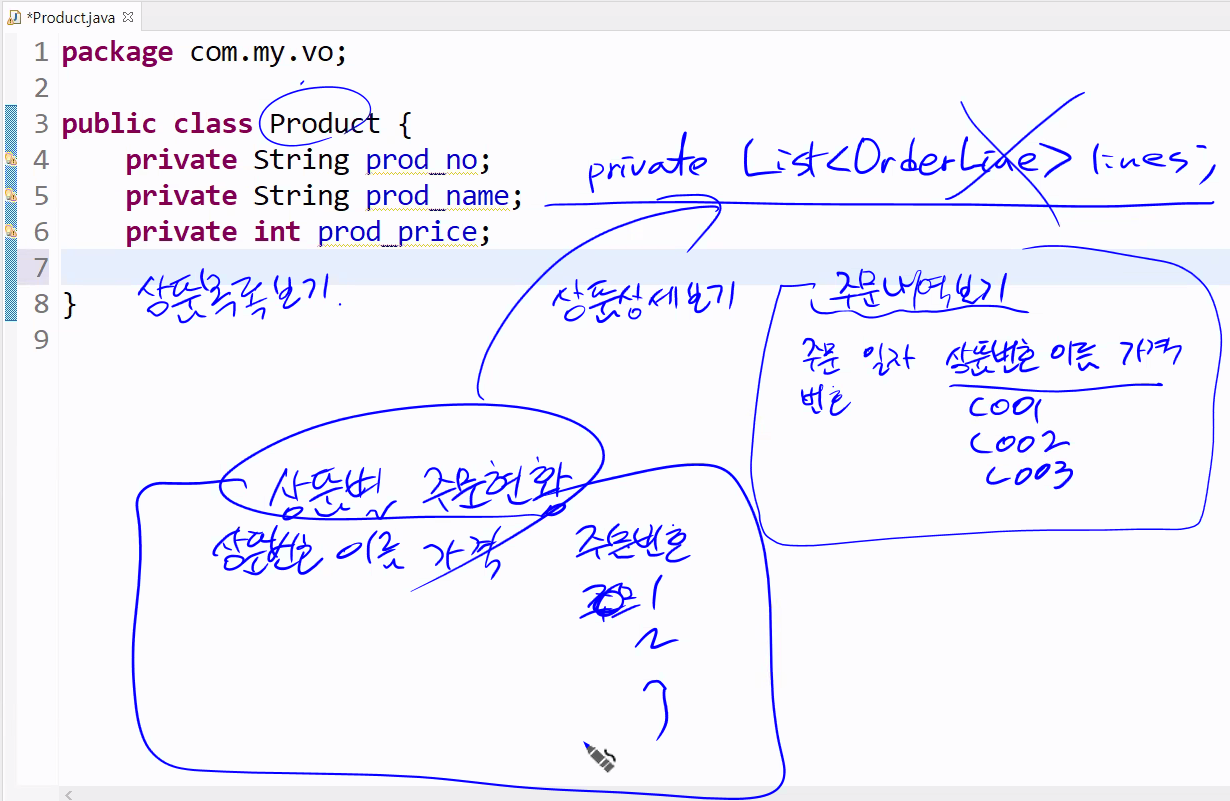 *Product.java
1 package com.my.vo;
2
3 public class Product {
4 private String prod_no;
5 private String prod_name;
6 private int prod_price;
7
8 }
9
private List<OrderLine> lines;
상품목록보기.
상품상세보기
주문내역보기
주문 일자 상품번호 이름 가격
번호
C001
C002
C003
상품별 주문현황
상품번호 이름 가격 주문번호
1
2
3